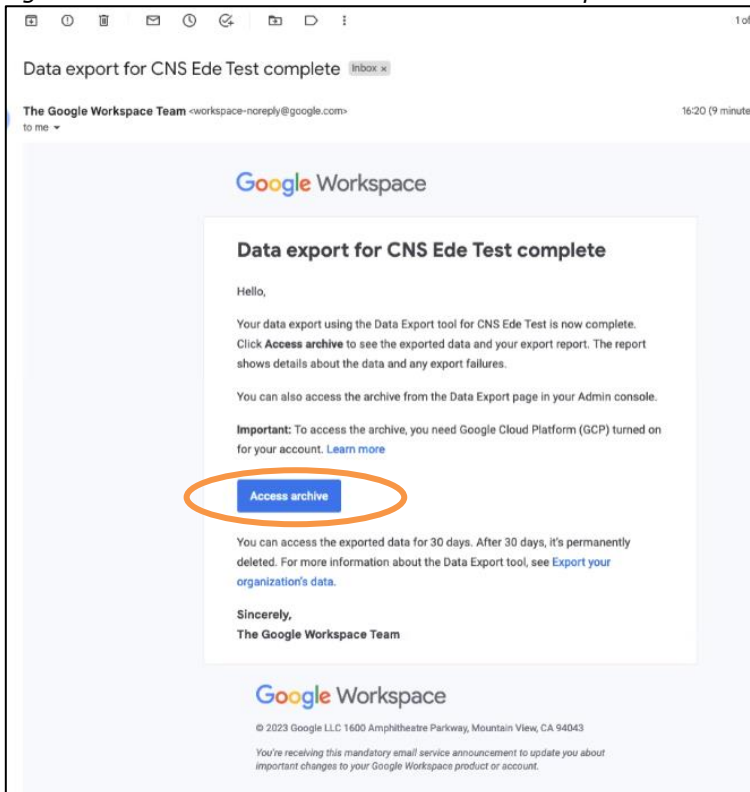 1 of
Data export for CNS Ede Test complete Inbox ×
The Google Workspace Team <workspace-noreply@google.com>
16:20 (9 minute
to me
Google Workspace
Data export for CNS Ede Test complete
Hello,
Your data export using the Data Export tool for CNS Ede Test is now complete.
Click Access archive to see the exported data and your export report. The report
shows details about the data and any export failures.
You can also access the archive from the Data Export page in your Admin console.
Important: To access the archive, you need Google Cloud Platform (GCP) turned on
for your account. Learn more
Access archive
You can access the exported data for 30 days. After 30 days, it's permanently
deleted. For more information about the Data Export tool, see Export your
organization's data.
Sincerely,
The Google Workspace Team
Google Workspace
© 2023 Google LLC 1600 Amphitheatre Parkway, Mountain View, CA 94043
You're receiving this mandatory email service announcement to update you about
important changes to your Google Workspace product or account.